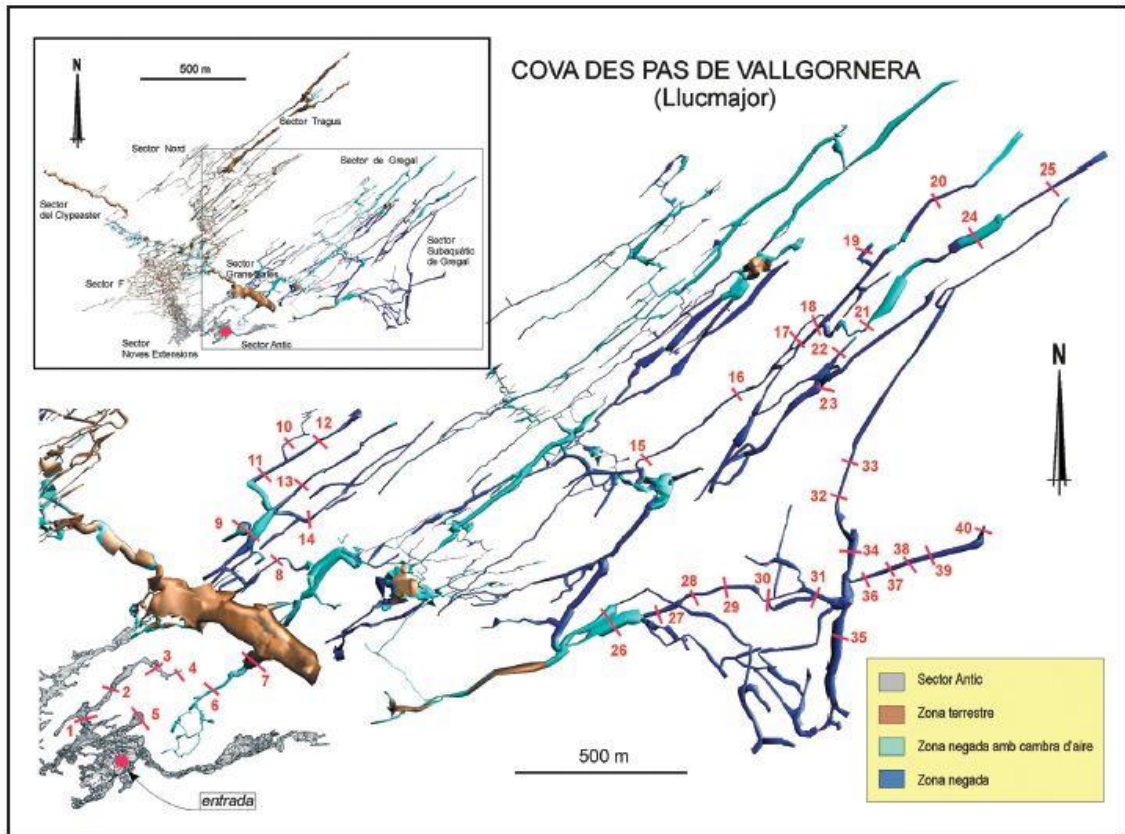 COVA DES PAS DE VALLGORNERA
(Llucmajor)
N
500 m
Sector Tragus
Sector Nord
Sector de Gregal
Sector
del Clypeaster
Sector
Subaquàtic
de Gregal
Sector
Grans Sales
Sector F
Sector
Noves Extensions
Sector Antic
N
20
25
24
19
18
21
17
22
16
23
10
12
15
11
33
13
32
9
14
40
34
38
8
28
30
31
39
37
29
36
27
3
35
4
26
7
2
6
5
1
Sector Antic
Zona terrestre
Zona negada amb cambra d'aire
Zona negada
500 m
entrada